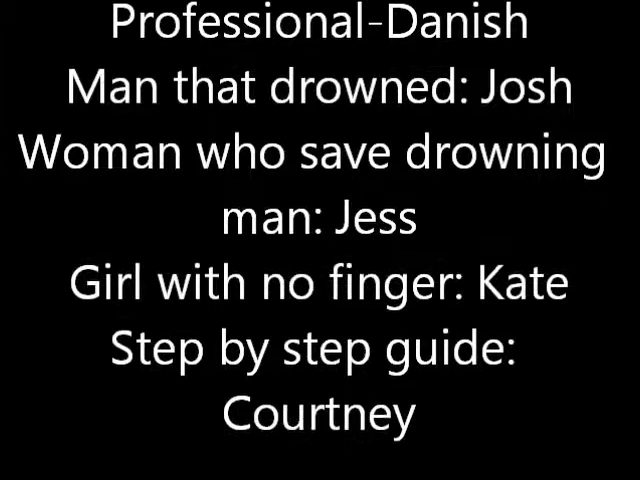 Professional-Danish
Man that drowned: Josh
Woman who save drowning
man: Jess
Girl with no finger: Kate
Step by step guide:
Courtney